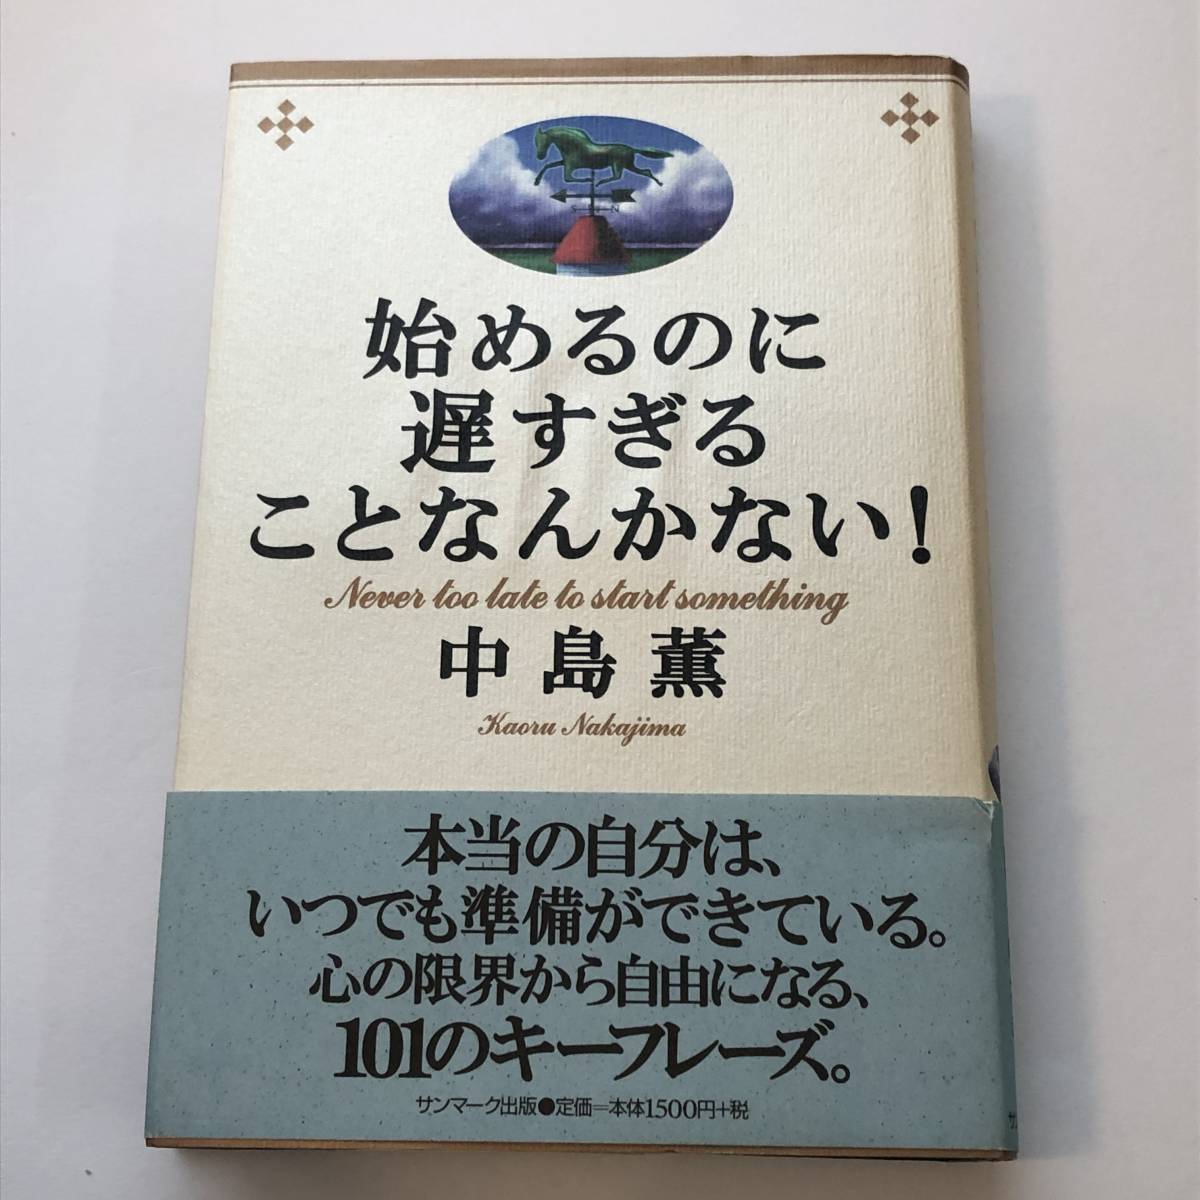 始めるのに
遅すぎる
ことなんかない!
Never too late to start something
中島薫
Kaoru Nakajima
本当の自分は、
いつでも準備ができている。
心の限界から自由になる、
101のキーフレーズ。
サンマーク出版●定価=本体1500円+税